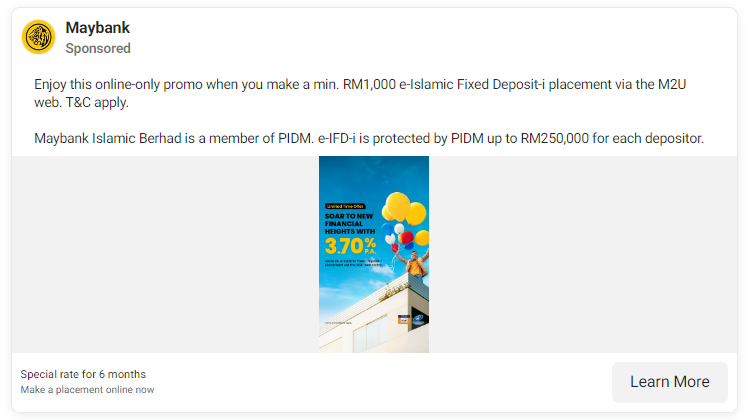 Maybank
Sponsored
Enjoy this online-only promo when you make a min. RM1,000 e-Islamic Fixed Deposit-i placement via the M2U
web. T&C apply.
Maybank Islamic Berhad is a member of PIDM. e-IFD-i is protected by PIDM up to RM250,000 for each depositor.
Limited Time Offer
SOAR TO NEW
FINANCIAL
HEIGHTS WITH
3.70% P.A.
Special rate for 6 months
Make a placement online now
Learn More